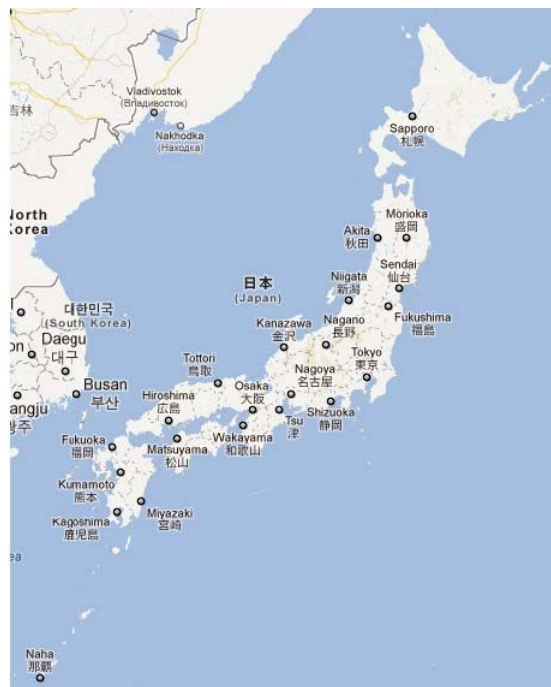 Vladivostok
(Владивосток)
吉林
Nakhodka
(Находка)
Sapporo
札幌
North
Korea
Morioka
盛岡
Akita
秋田
Sendai
仙台
日本
(Japan)
Niigata
新潟
대한민국
(South Korea)
Fukushima
福島
Kanazawa
金沢
Nagano
長野
Daegu
대구
Tottori
鳥取
Nagoya
名古屋
Tokyo
東京
Busan
부산
Hiroshima
広島
Osaka
大阪
Shizuoka
静岡
Tsu
津
Wakayama
和歌山
Fukuoka
福岡
Matsuyama
松山
Kumamoto
熊本
Miyazaki
宮崎
Kagoshima
鹿児島
Naha
那覇